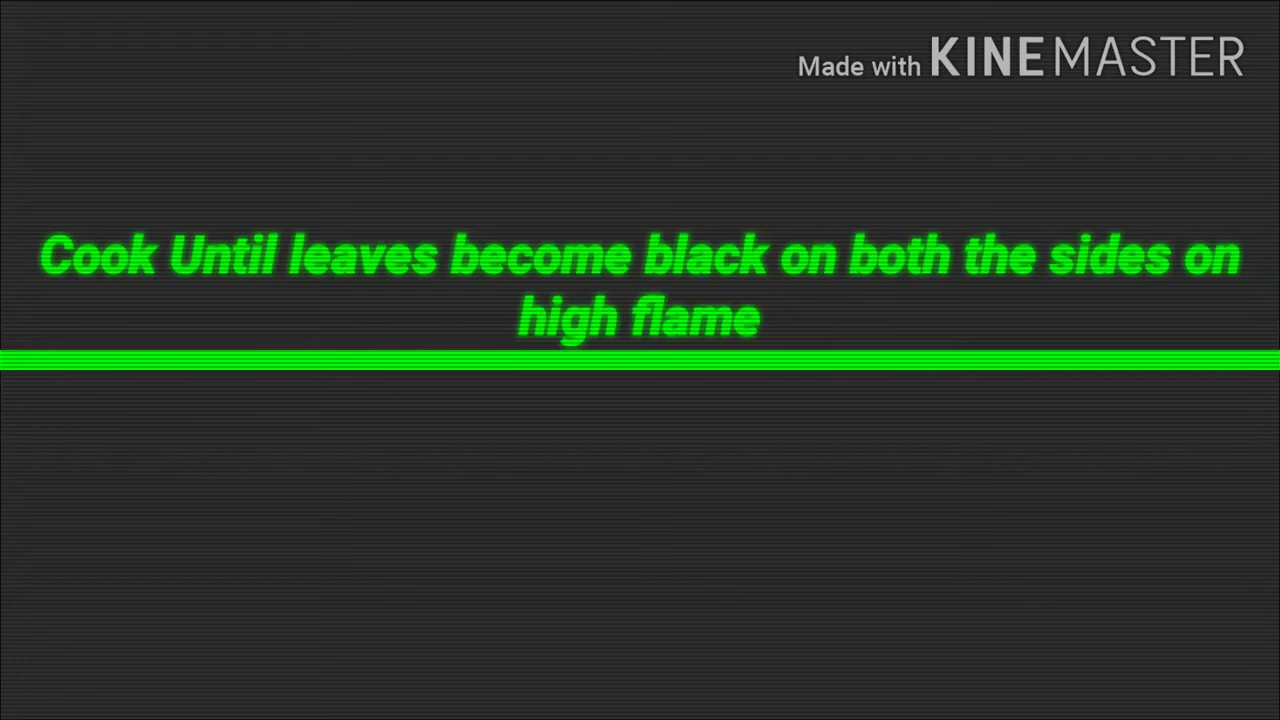 Made with KINEMASTER
Cook Until leaves become black on both the sides on
high flame